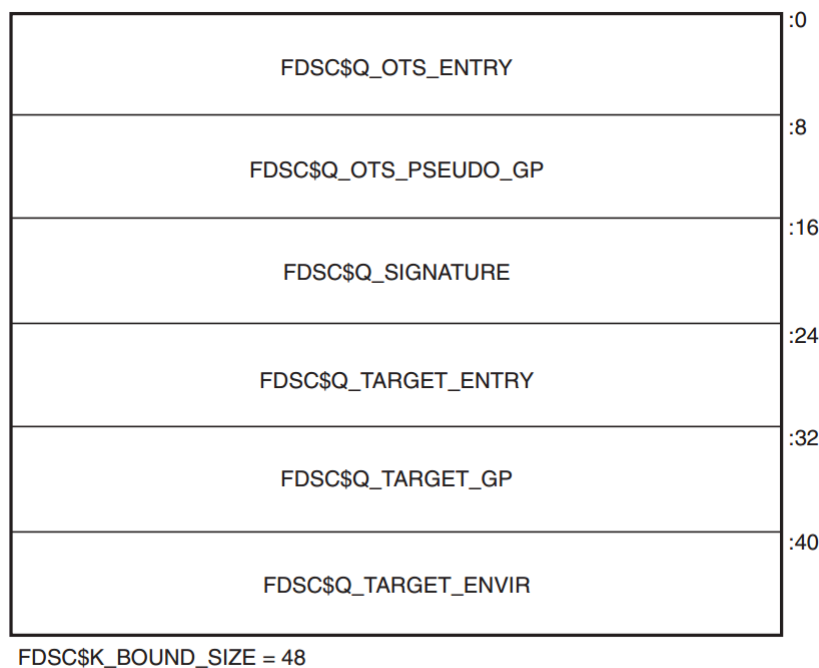 :0
FDSC$Q_OTS_ENTRY
:8
FDSC$Q_OTS_PSEUDO_GP
:16
FDSC$Q_SIGNATURE
:24
FDSC$Q_TARGET_ENTRY
:32
FDSC$Q_TARGET_GP
:40
FDSC$Q_TARGET_ENVIR
FDSC$K_BOUND_SIZE = 48